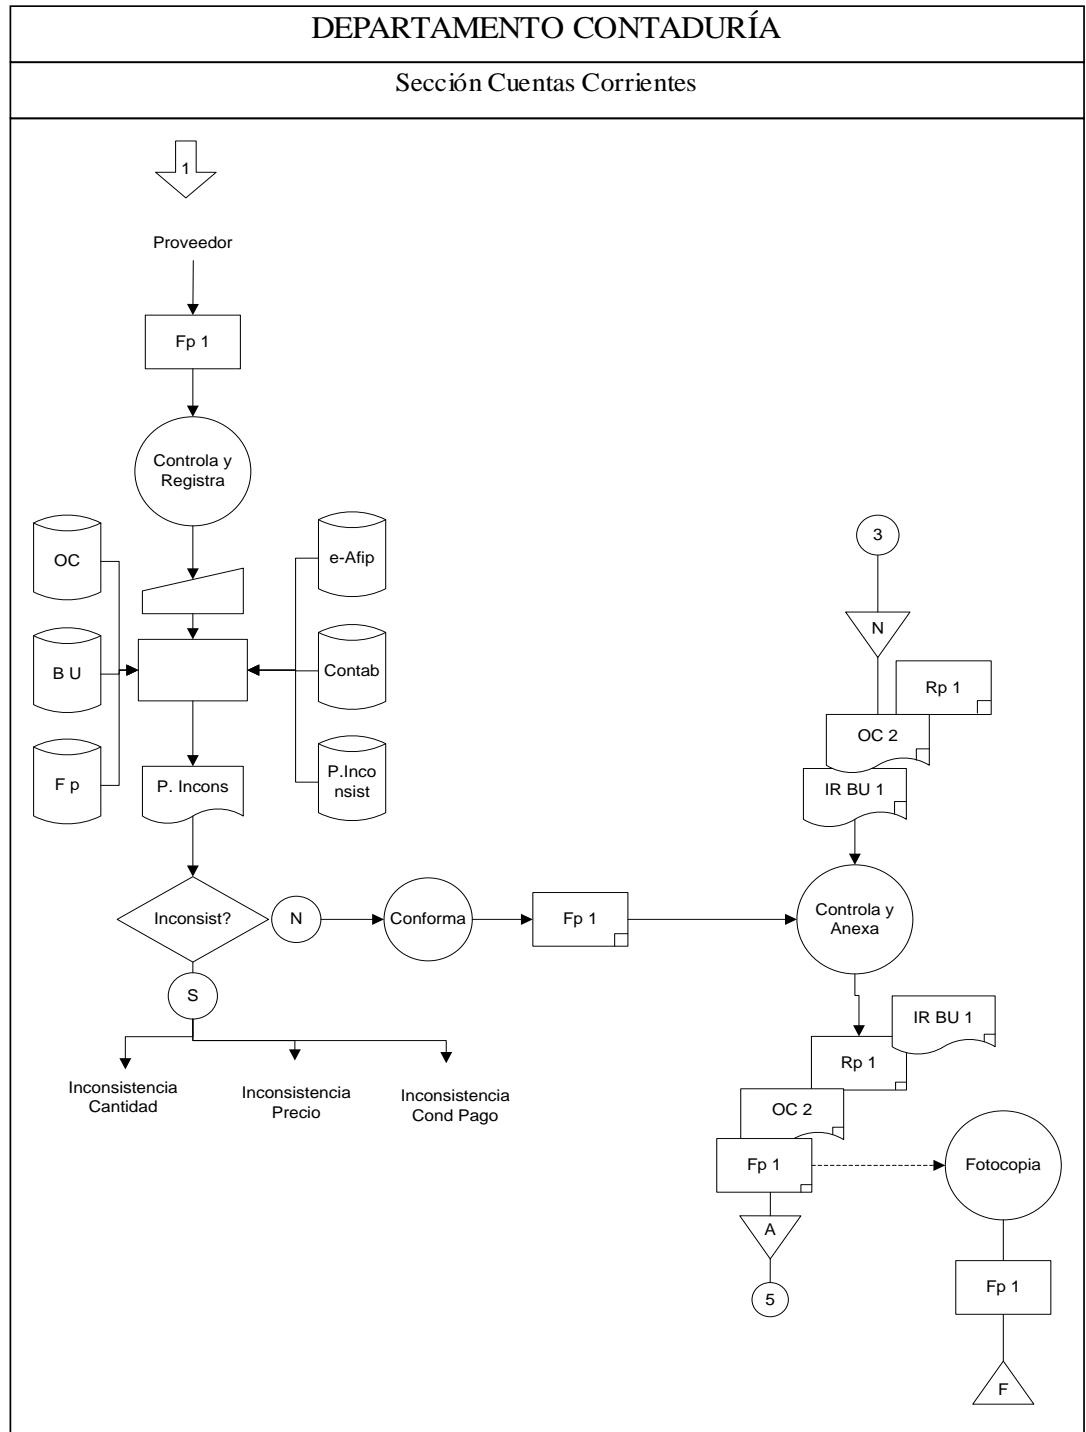 DEPARTAMENTO CONTADURÍA
Sección Cuentas Corrientes
1
Proveedor
Fp 1
Controla y
Registra
OC
e-Afip
B U
Contab
F p
P.Inco
nsist
P. Incons
Inconsist?
N
Conforma
Fp 1
S
Inconsistencia
Cantidad
Inconsistencia
Precio
Inconsistencia
Cond Pago
3
N
Rp 1
OC 2
IR BU 1
Controla y
Anexa
IR BU 1
Rp 1
OC 2
Fp 1
Fotocopia
A
5
Fp 1
F